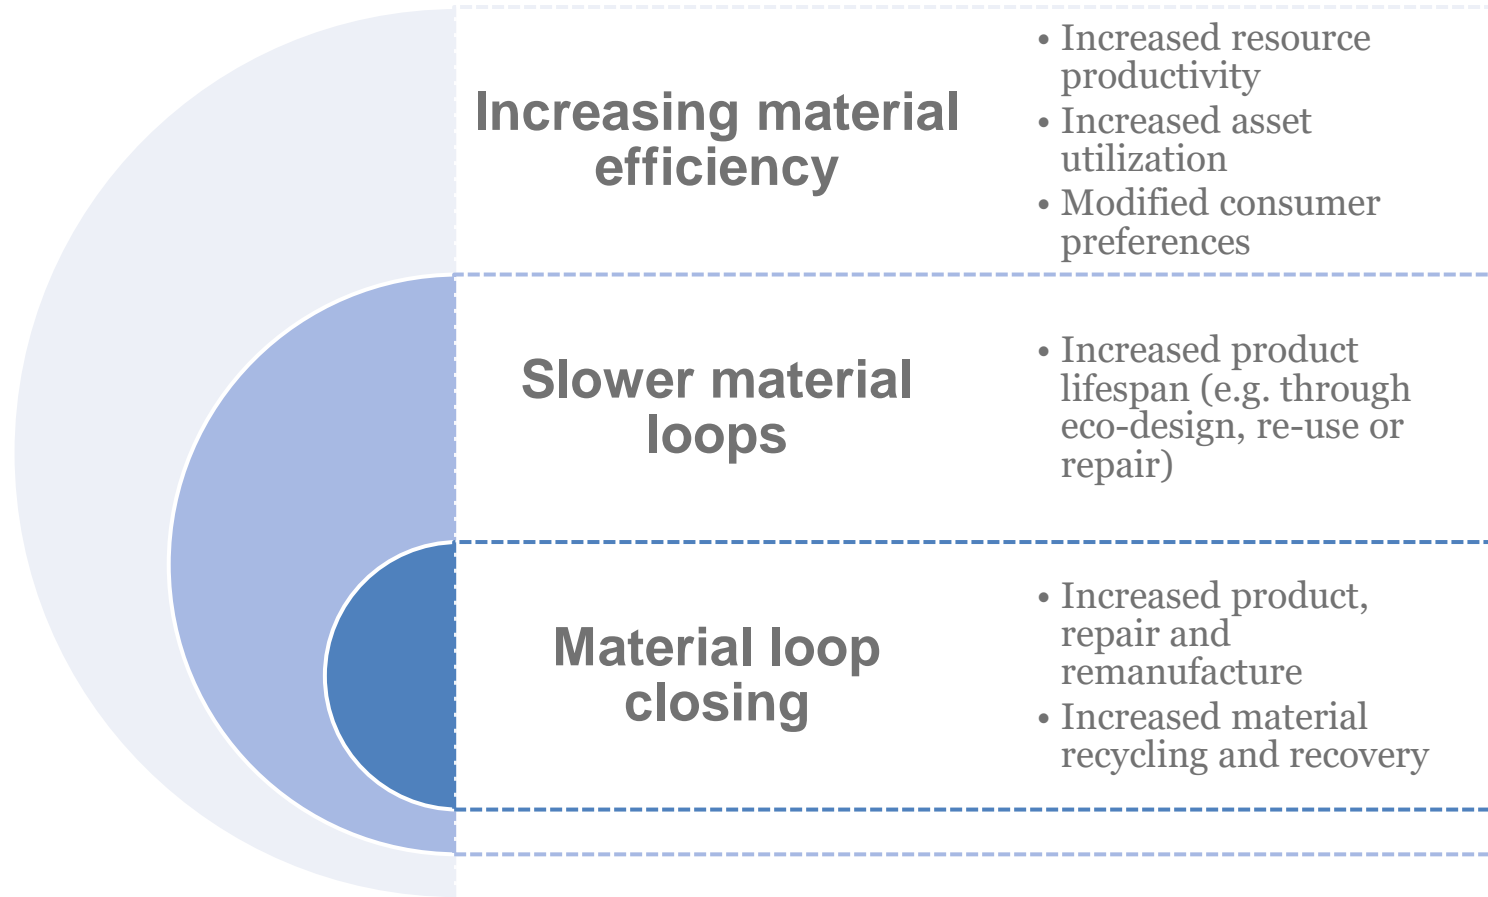 Increasing material
efficiency
• Increased resource
productivity
• Increased asset
utilization
• Modified consumer
preferences
Slower material
loops
• Increased product
lifespan (e.g. through
eco-design, re-use or
repair)
Material loop
closing
• Increased product,
repair and
remanufacture
• Increased material
recycling and recovery